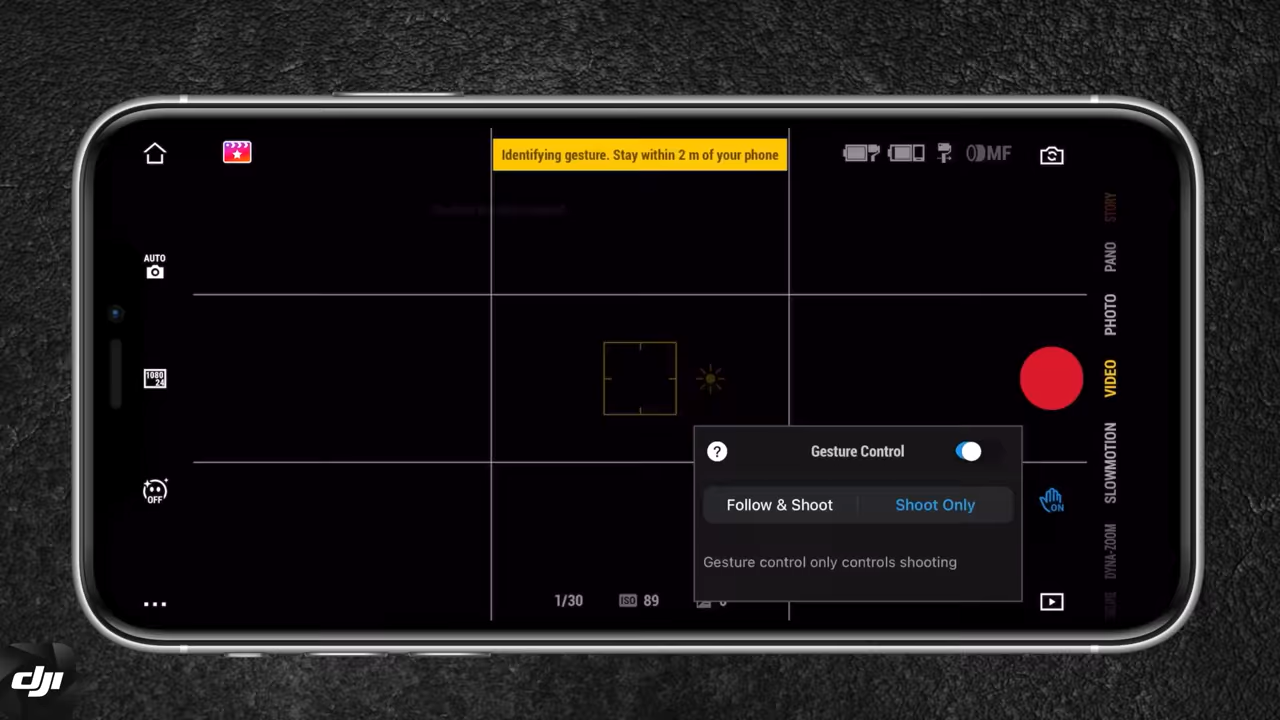 Identifying gesture. Stay within 2 m of your phone
MF
STORY
AUTO
PANO
PHOTO
1080
24
VIDEO
Gesture Control
?
SLOWMOTION
OFF
Follow & Shoot
Shoot Only
ON
DYNA-ZOOM
Gesture control only controls shooting
1/30
ISO 89
dji